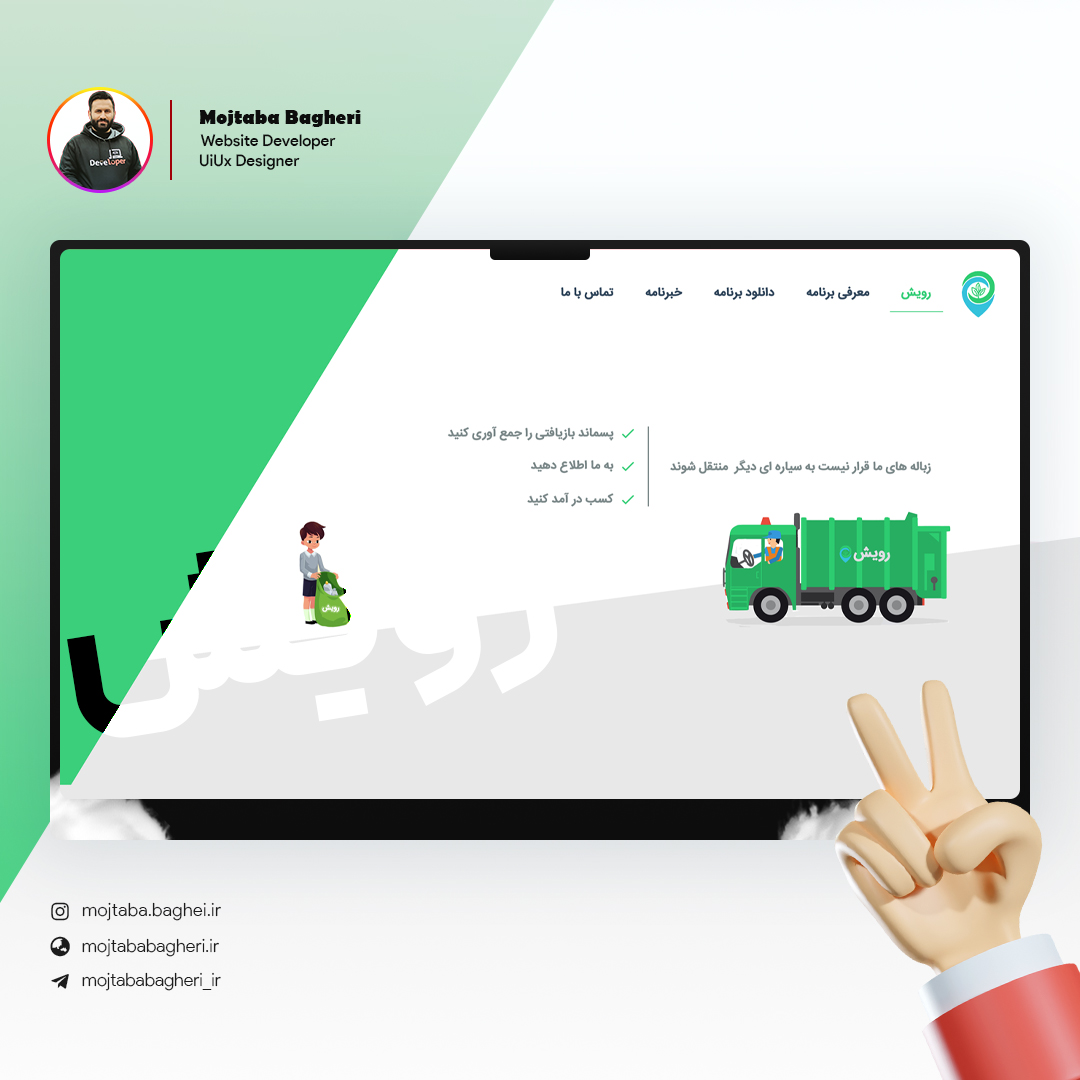 Mojtaba Bagheri
Website Developer
UiUx Designer
Developer
رویش
معرفی برنامه
دانلود برنامه
خبرنامه
تماس با ما
زباله های ما قرار نیست به سیاره ای دیگر منتقل شوند
پسماند بازیافتی را جمع آوری کنید
به ما اطلاع دهید
کسب در آمد کنید
رویش
رویش
رویش
mojtaba.baghei.ir
mojtababagheri.ir
mojtababagheri_ir